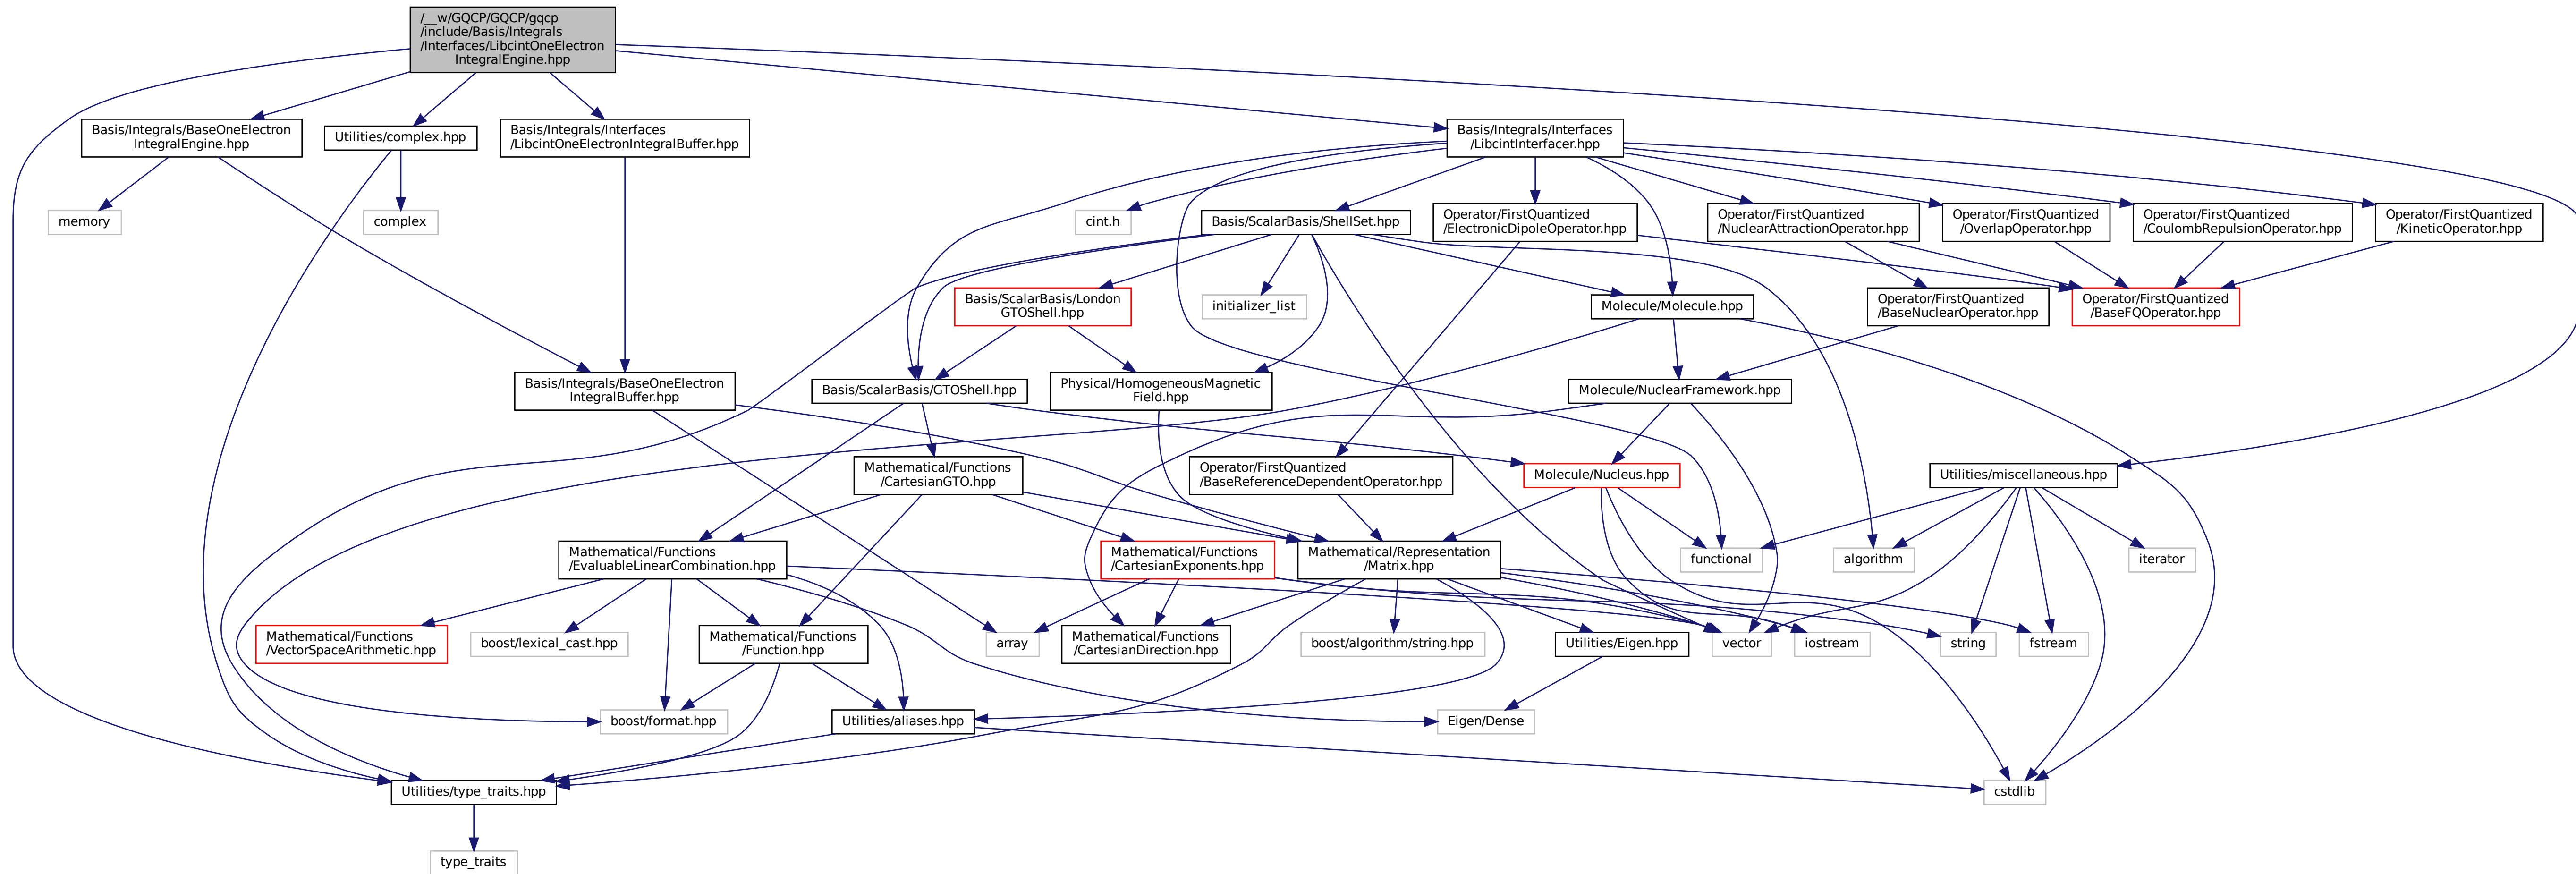 /__w/GQCP/GQCP/gqcp
/include/Basis/Integrals
/Interfaces/LibcintOneElectron
IntegralEngine.hpp
Basis/Integrals/BaseOneElectron
IntegralEngine.hpp
Utilities/complex.hpp
Basis/Integrals/Interfaces
/LibcintOneElectronIntegralBuffer.hpp
Basis/Integrals/Interfaces
/LibcintInterfacer.hpp
memory
complex
cint.h
Basis/ScalarBasis/ShellSet.hpp
Operator/FirstQuantized
/ElectronicDipoleOperator.hpp
Operator/FirstQuantized
/NuclearAttractionOperator.hpp
Operator/FirstQuantized
/OverlapOperator.hpp
Operator/FirstQuantized
/CoulombRepulsionOperator.hpp
Operator/FirstQuantized
/KineticOperator.hpp
Basis/ScalarBasis/London
GTOShell.hpp
initializer_list
Molecule/Molecule.hpp
Operator/FirstQuantized
/BaseNuclearOperator.hpp
Operator/FirstQuantized
/BaseFQOperator.hpp
Basis/Integrals/BaseOneElectron
IntegralBuffer.hpp
Basis/ScalarBasis/GTOShell.hpp
Physical/HomogeneousMagnetic
Field.hpp
Molecule/NuclearFramework.hpp
Mathematical/Functions
/CartesianGTO.hpp
Operator/FirstQuantized
/BaseReferenceDependentOperator.hpp
Molecule/Nucleus.hpp
Utilities/miscellaneous.hpp
Mathematical/Functions
/EvaluableLinearCombination.hpp
Mathematical/Functions
/CartesianExponents.hpp
Mathematical/Representation
/Matrix.hpp
functional
algorithm
iterator
Mathematical/Functions
/VectorSpaceArithmetic.hpp
boost/lexical_cast.hpp
Mathematical/Functions
/Function.hpp
array
Mathematical/Functions
/CartesianDirection.hpp
boost/algorithm/string.hpp
Utilities/Eigen.hpp
vector
iostream
string
fstream
boost/format.hpp
Utilities/aliases.hpp
Eigen/Dense
Utilities/type_traits.hpp
cstdlib
type_traits